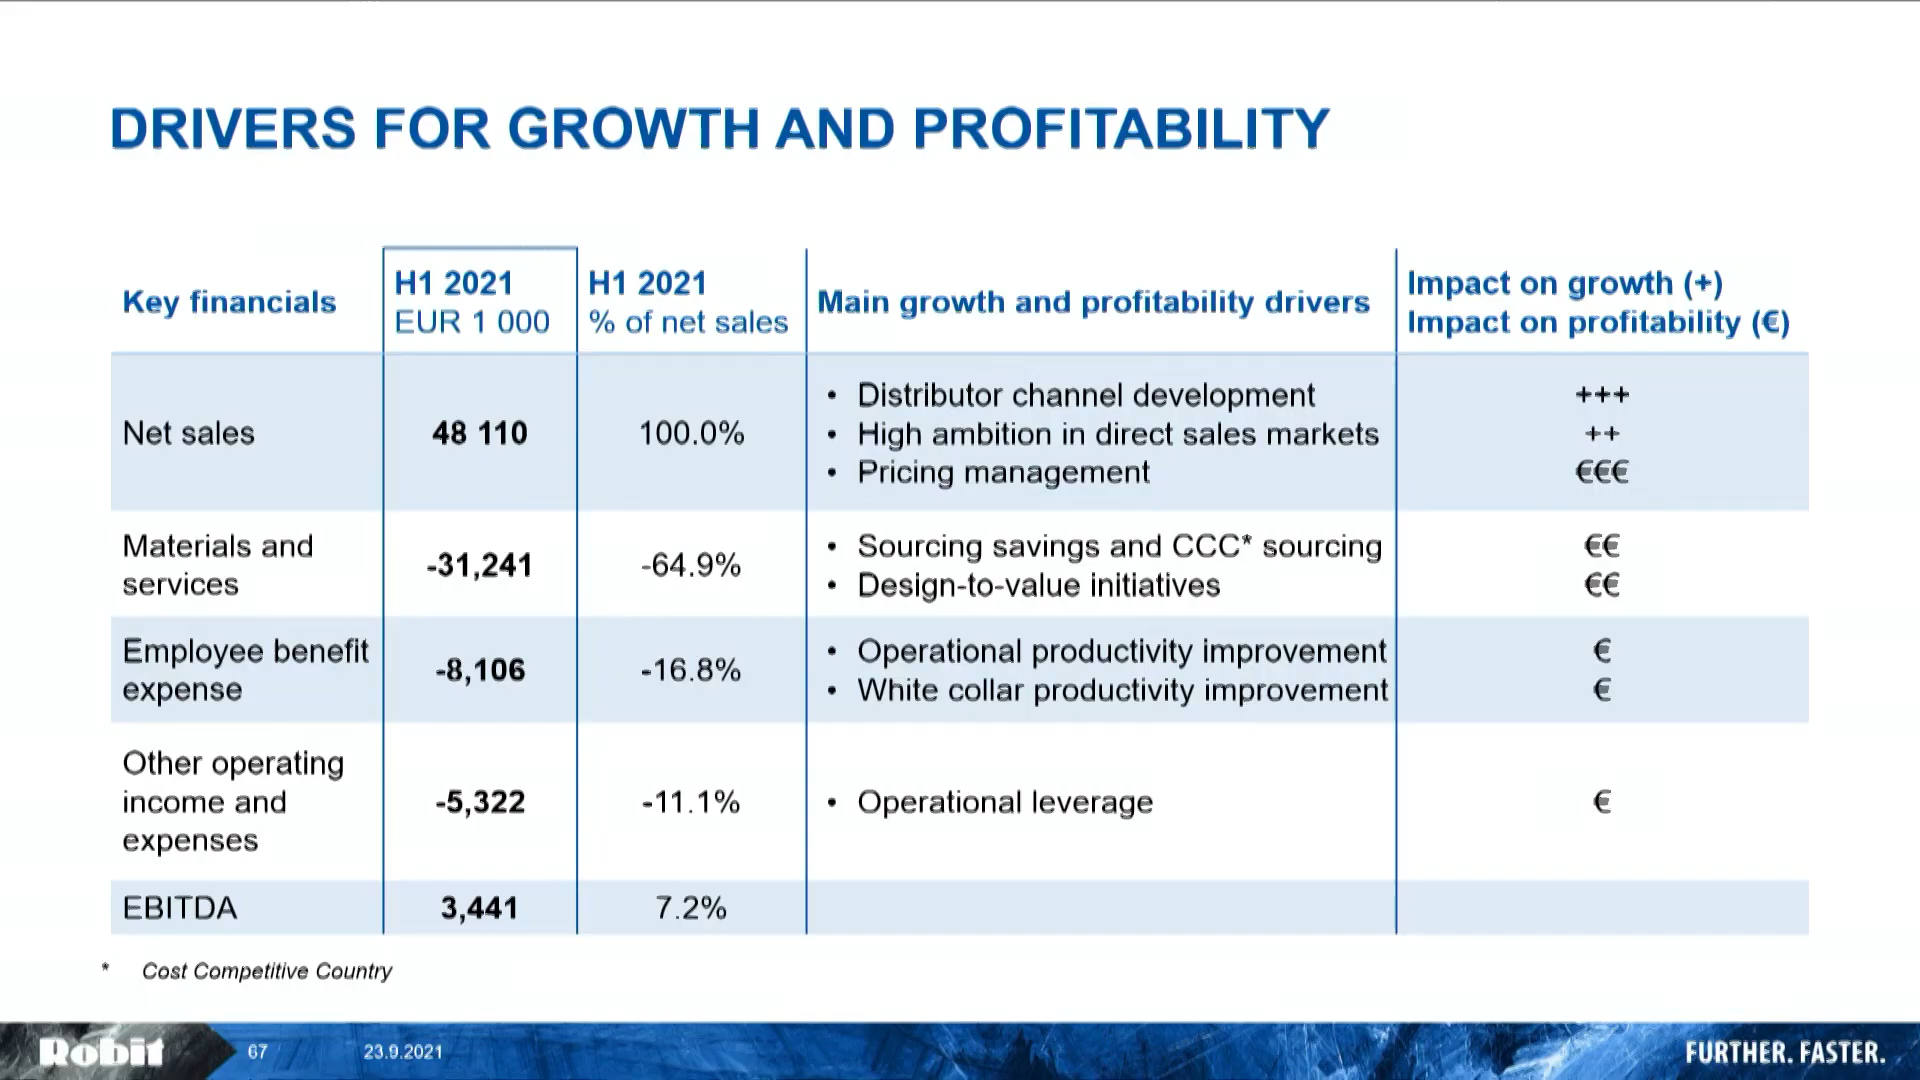 DRIVERS FOR GROWTH AND PROFITABILITY
Key financials
H1 2021
EUR 1 000
H1 2021
% of net sales
Main growth and profitability drivers
Impact on growth (+)
Impact on profitability (€)
Net sales
48 110
100.0%
• Distributor channel development
• High ambition in direct sales markets
• Pricing management
+++
++
€€€
Materials and
services
-31,241
-64.9%
• Sourcing savings and CCC* sourcing
• Design-to-value initiatives
€€
€€
Employee benefit
expense
-8,106
-16.8%
• Operational productivity improvement
• White collar productivity improvement
€
€
Other operating
income and
expenses
-5,322
-11.1%
• Operational leverage
€
EBITDA
3,441
7.2%
* Cost Competitive Country
Robit
67
23.9.2021
FURTHER. FASTER.